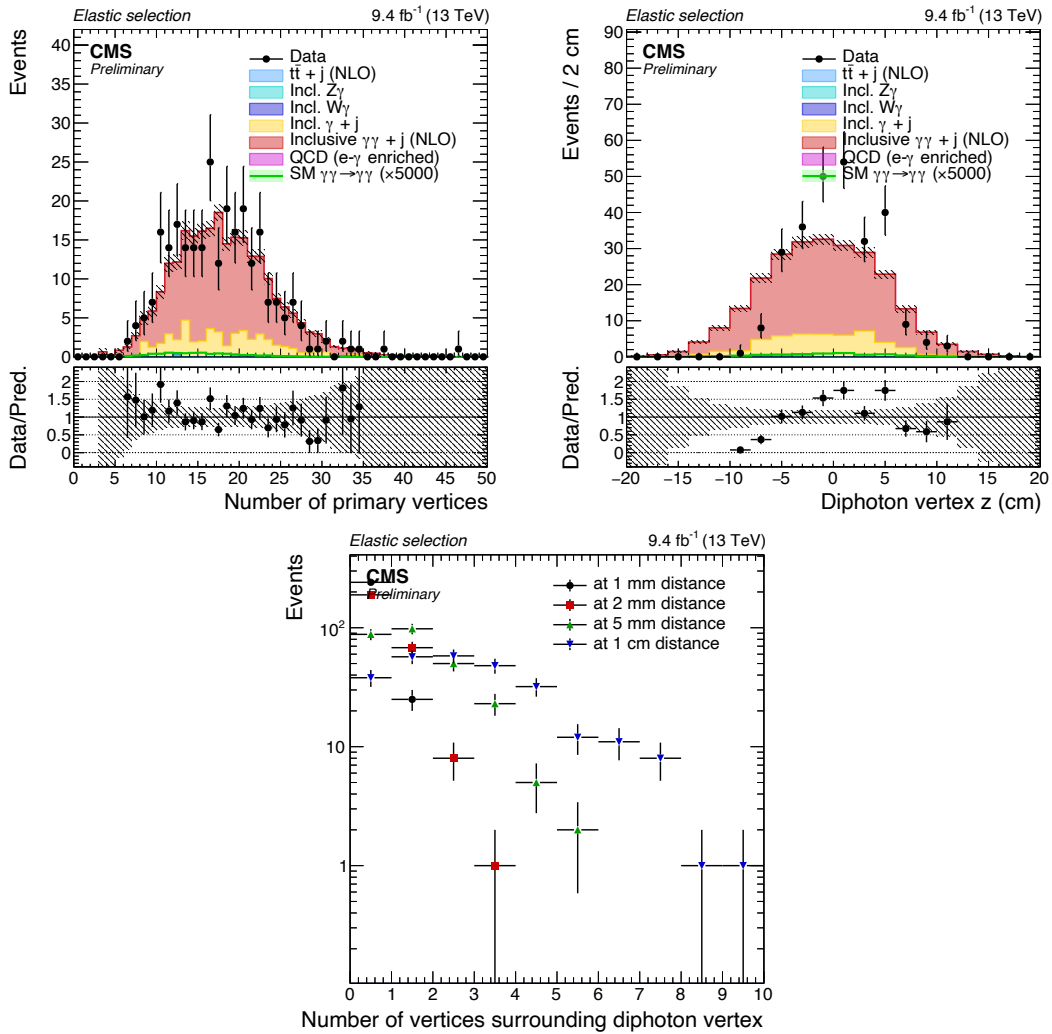 Elastic selection 9.4 fb⁻¹ (13 TeV)
Events
CMS
Preliminary
Data
tt̄ + j (NLO)
Incl. Zγ
Incl. Wγ
Incl. γ + j
Inclusive γγ + j (NLO)
QCD (e-γ enriched)
SM γγ→γγ (×5000)
40
35
30
25
20
15
10
5
0
Data/Pred.
2
1.5
1
0.5
0
0 5 10 15 20 25 30 35 40 45 50
Number of primary vertices
Elastic selection 9.4 fb⁻¹ (13 TeV)
Events / 2 cm
CMS
Preliminary
Data
tt̄ + j (NLO)
Incl. Zγ
Incl. Wγ
Incl. γ + j
Inclusive γγ + j (NLO)
QCD (e-γ enriched)
SM γγ→γγ (×5000)
90
80
70
60
50
40
30
20
10
0
Data/Pred.
2
1.5
1
0.5
0
−20 −15 −10 −5 0 5 10 15 20
Diphoton vertex z (cm)
Elastic selection 9.4 fb⁻¹ (13 TeV)
Events
CMS
Preliminary
at 1 mm distance
at 2 mm distance
at 5 mm distance
at 1 cm distance
10²
10
1
0 1 2 3 4 5 6 7 8 9 10
Number of vertices surrounding diphoton vertex